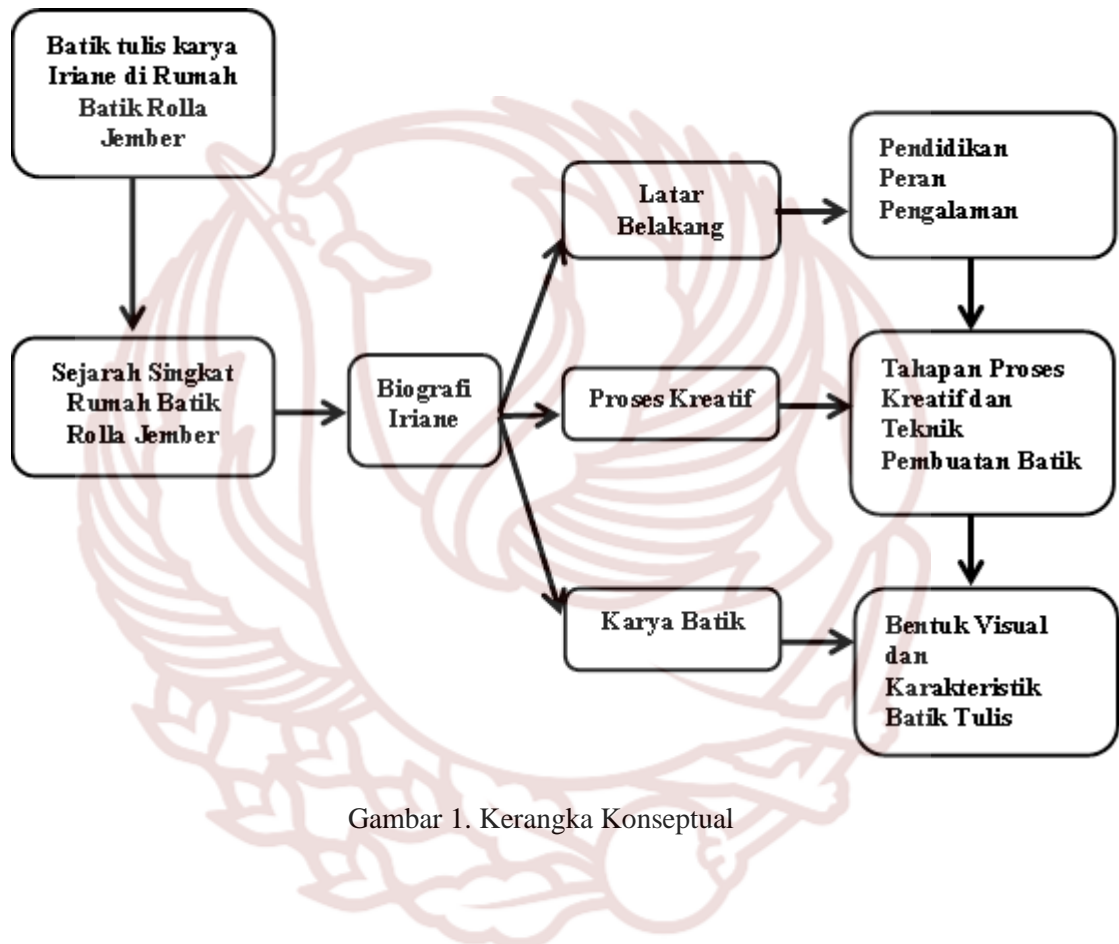 Batik tulis karya
Iriane di Rumah
Batik Rolla
Jember
Sejarah Singkat
Rumah Batik
Rolla Jember
Biografi
Iriane
Latar
Belakang
Pendidikan
Peran
Pengalaman
Proses Kreatif
Tahapan Proses
Kreatif dan
Teknik
Pembuatan Batik
Karya Batik
Bentuk Visual
dan
Karakteristik
Batik Tulis
Gambar 1. Kerangka Konseptual